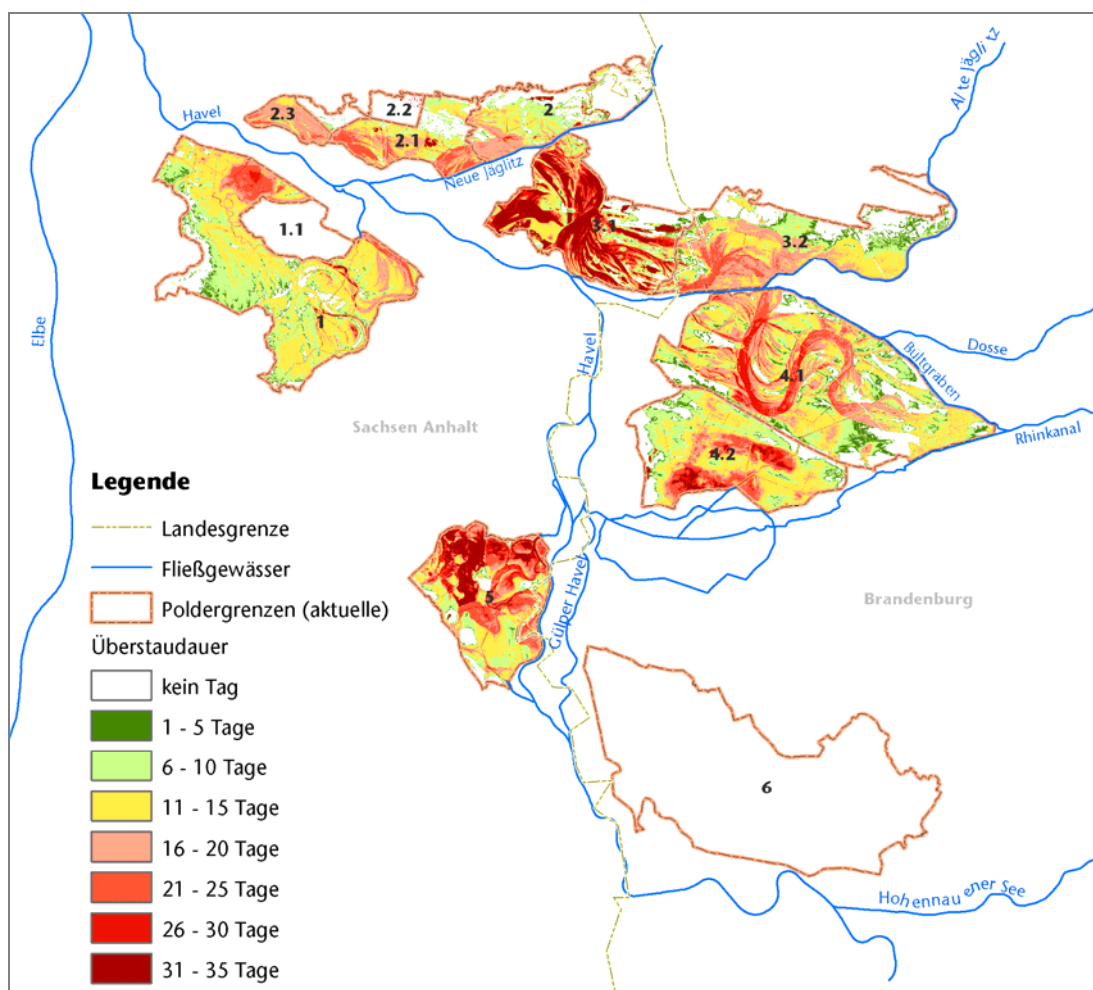 Alte Jäglitz
Havel
2.3
2.2
2
2.1
Neue Jäglitz
1.1
3.1
3.2
1
Elbe
Havel
Dosse
Bultgraben
4.1
Rhinkanal
Sachsen Anhalt
4.2
Legende
Landesgrenze
Fließgewässer
Poldergrenzen (aktuelle)
5
Gülper Havel
Brandenburg
Überstaudauer
kein Tag
1 - 5 Tage
6 - 10 Tage
11 - 15 Tage
16 - 20 Tage
21 - 25 Tage
26 - 30 Tage
31 - 35 Tage
6
Hohennauener See